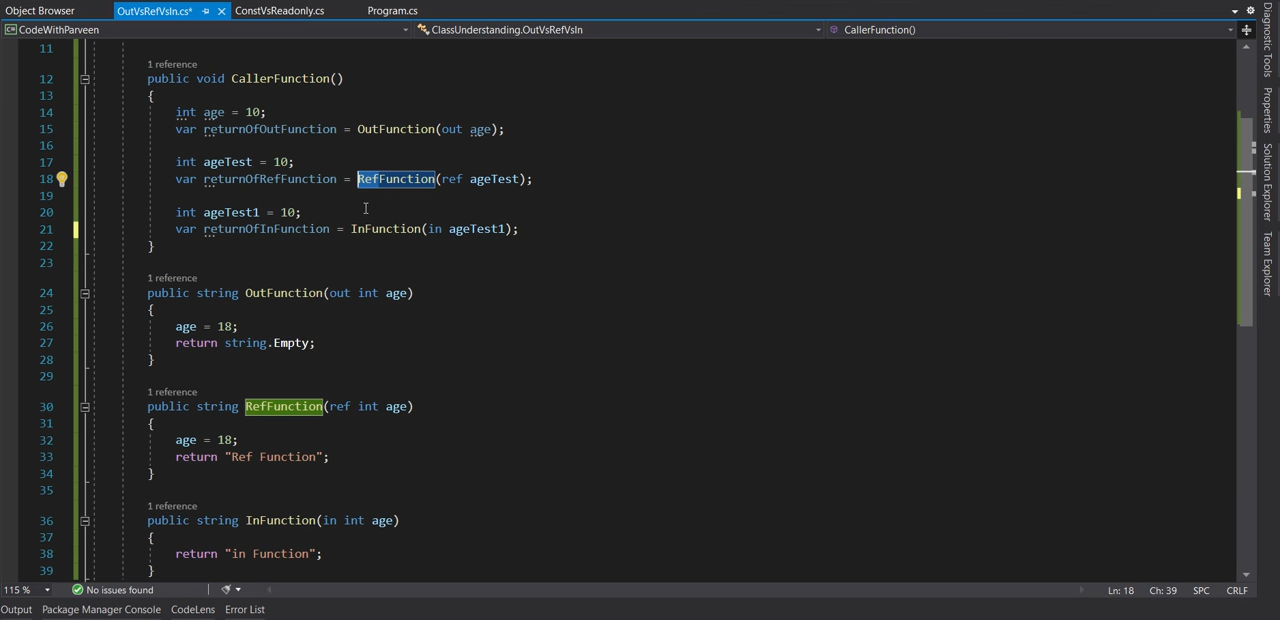 Object Browser OutVsRefVsIn.cs* ConstVsReadonly.cs Program.cs
CodeWithParveen ClassUnderstanding.OutVsRefVsIn CallerFunction()
11
1 reference
12 public void CallerFunction()
13 {
14 int age = 10;
15 var returnOfOutFunction = OutFunction(out age);
16
17 int ageTest = 10;
18 var returnOfRefFunction = RefFunction(ref ageTest);
19
20 int ageTest1 = 10;
21 var returnOfInFunction = InFunction(in ageTest1);
22 }
23
1 reference
24 public string OutFunction(out int age)
25 {
26 age = 18;
27 return string.Empty;
28 }
29
1 reference
30 public string RefFunction(ref int age)
31 {
32 age = 18;
33 return "Ref Function";
34 }
35
1 reference
36 public string InFunction(in int age)
37 {
38 return "in Function";
39 }
115 % No issues found Ln: 18 Ch: 39 SPC CRLF
Output Package Manager Console CodeLens Error List
Diagnostic Tools
Properties
Solution Explorer
Team Explorer